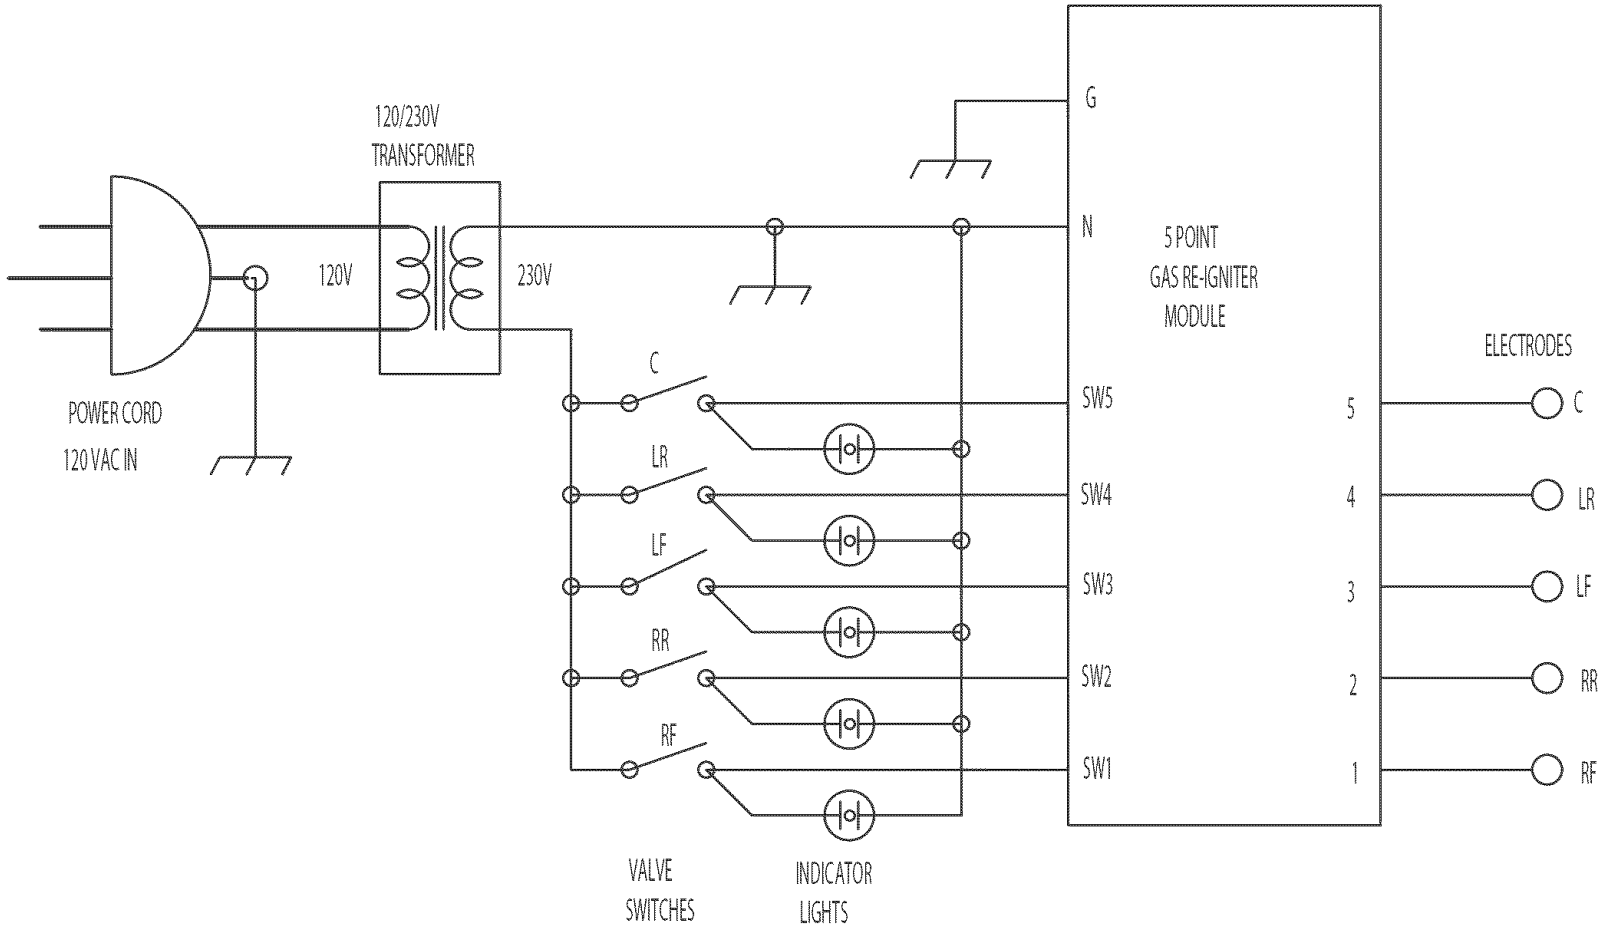 120/230V
TRANSFORMER
120V
230V
POWER CORD
120 VAC IN
G
N
5 POINT
GAS RE-IGNITER
MODULE
ELECTRODES
C
SW5
5
C
LR
SW4
4
LR
LF
SW3
3
LF
RR
SW2
2
RR
RF
SW1
1
RF
VALVE
SWITCHES
INDICATOR
LIGHTS